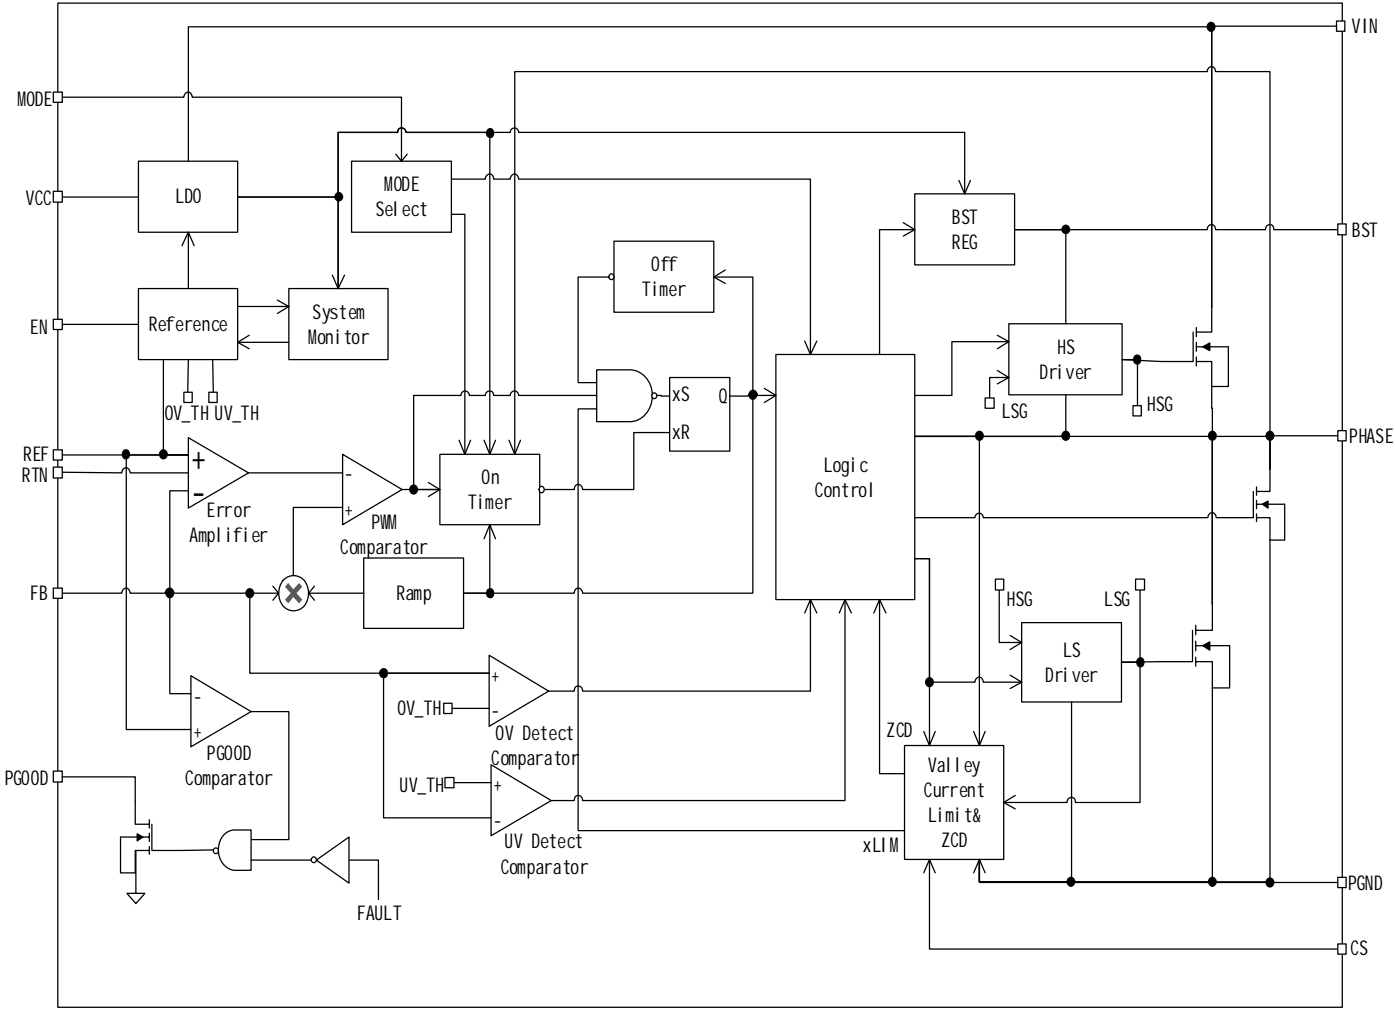 VIN
MODE
VCC
LDO
MODE
Select
BST
REG
BST
Off
Timer
EN
Reference
System
Monitor
HS
Driver
OV_TH
UV_TH
xS
Q
xR
LSG
HSG
REF
RTN
+
-
Error
Amplifier
-
+
PWM
Comparator
On
Timer
Logic
Control
PHASE
FB
Ramp
HSG
LSG
LS
Driver
+
-
OV_TH
OV Detect
Comparator
-
+
PGOOD
Comparator
PGOOD
UV_TH
+
-
UV Detect
Comparator
ZCD
Valley
Current
Limit&
ZCD
xLIM
FAULT
PGND
CS